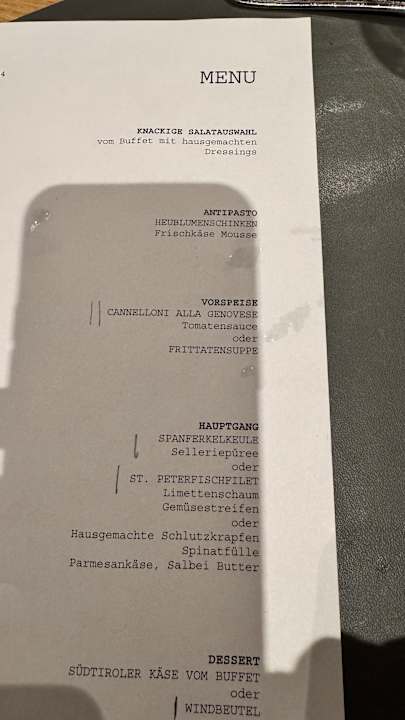 4
MENU
KNACKIGE SALATAUSWAHL
vom Buffet mit hausgemachten
Dressings
ANTIPASTO
HEUBLUMENSCHINKEN
Frischkäse Mousse
VORSPEISE
CANNELLONI ALLA GENOVESE
Tomatensauce
oder
FRITTATENSUPPE
HAUPTGANG
SPANFERKELKEULE
Selleriepüree
oder
ST. PETERFISCHFILET
Limettenschaum
Gemüsestreifen
oder
Hausgemachte Schlutzkrapfen
Spinatfülle
Parmesankäse, Salbei Butter
DESSERT
SÜDTIROLER KÄSE VOM BUFFET
oder
WINDBEUTEL